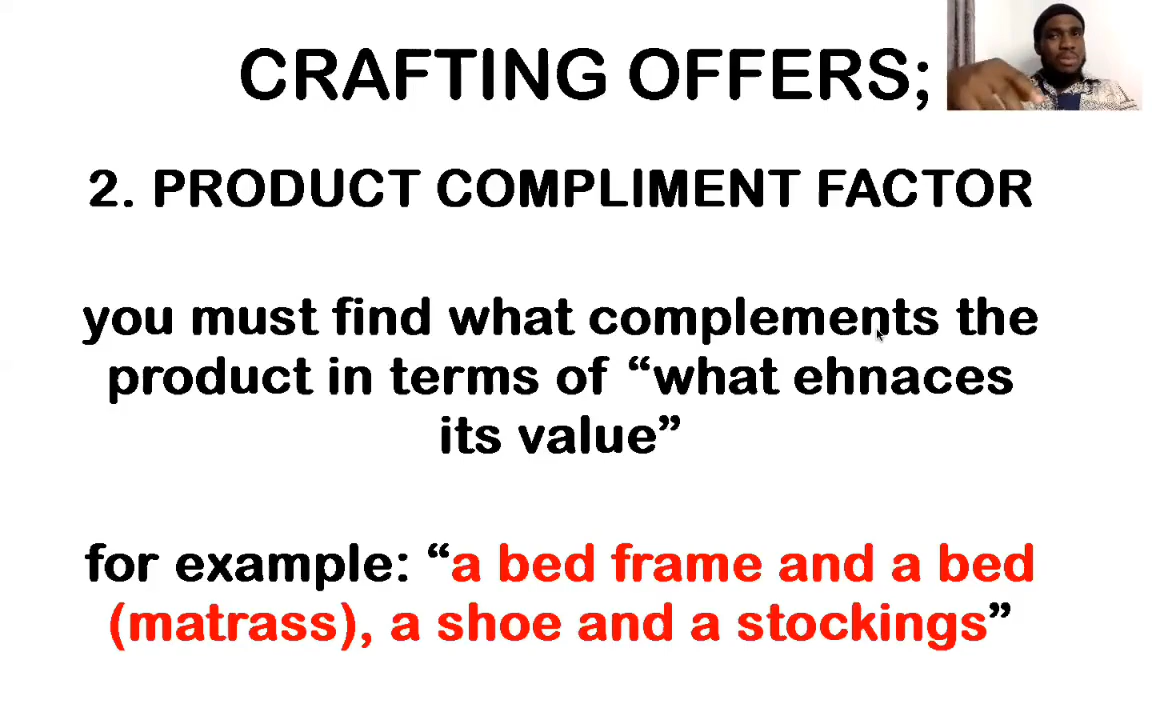 CRAFTING OFFERS;
2. PRODUCT COMPLIMENT FACTOR
you must find what complements the
product in terms of “what ehnaces
its value”
for example: “a bed frame and a bed
(matrass), a shoe and a stockings”